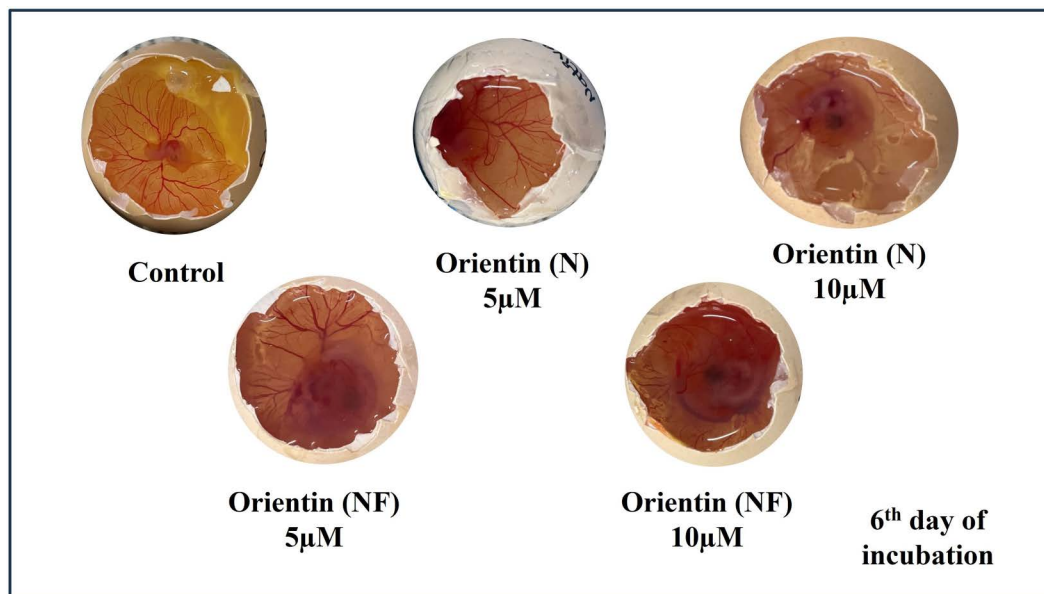 Control
Orientin (N)
5µM
Orientin (N)
10µM
Orientin (NF)
5µM
Orientin (NF)
10µM
6th day of
incubation